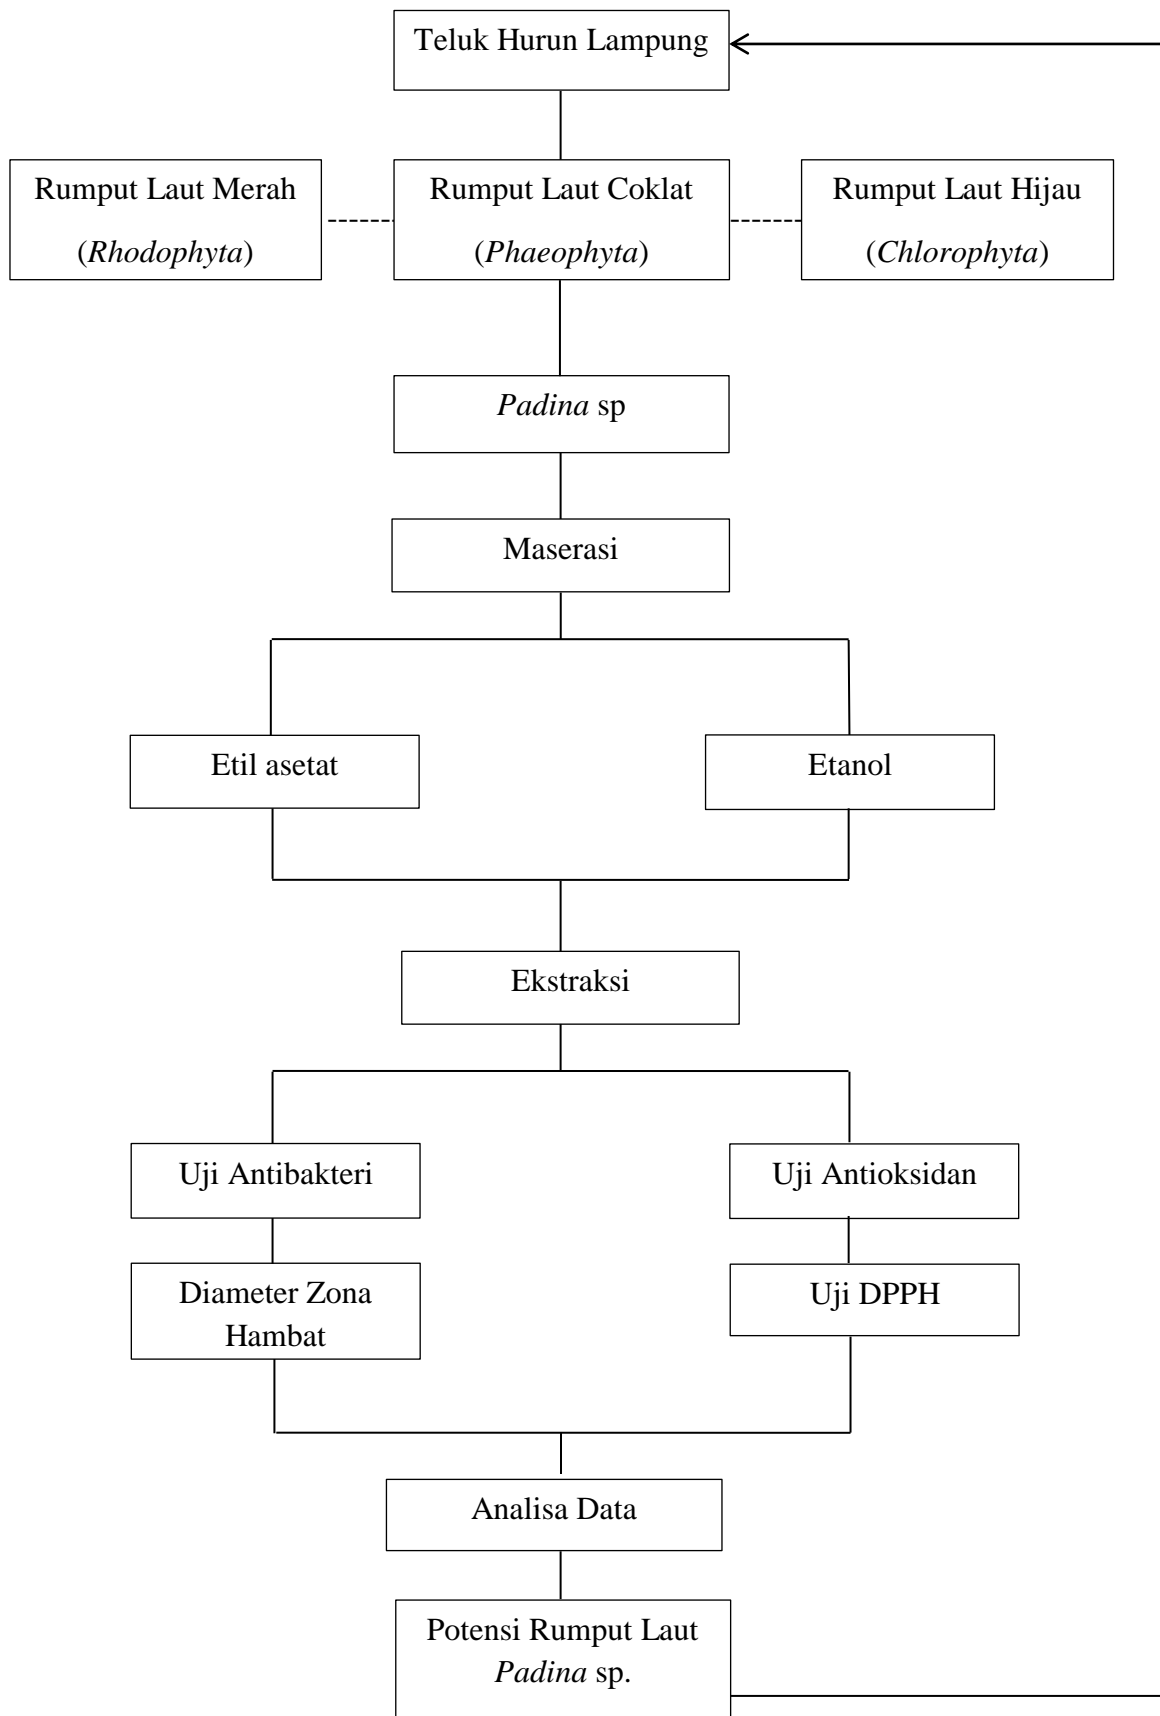 Teluk Hurun Lampung
Rumput Laut Merah
(Rhodophyta)
Rumput Laut Coklat
(Phaeophyta)
Rumput Laut Hijau
(Chlorophyta)
Padina sp
Maserasi
Etil asetat
Etanol
Ekstraksi
Uji Antibakteri
Uji Antioksidan
Diameter Zona
Hambat
Uji DPPH
Analisa Data
Potensi Rumput Laut
Padina sp.